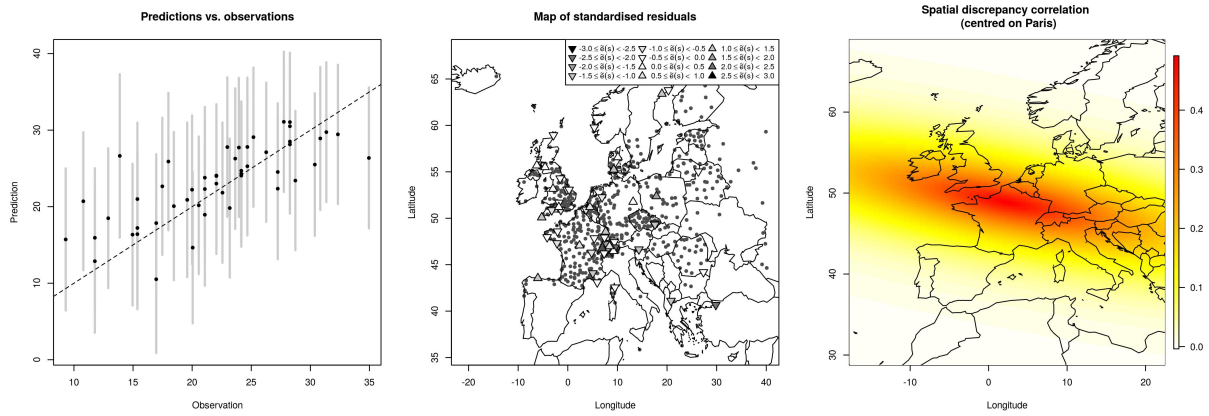 Predictions vs. observations
40
30
20
10
0
Prediction
10 15 20 25 30 35
Observation
Map of standardised residuals
-3.0 ≤ ẽ(s) < -2.5 -1.0 ≤ ẽ(s) < -0.5 1.0 ≤ ẽ(s) < 1.5
-2.5 ≤ ẽ(s) < -2.0 -0.5 ≤ ẽ(s) < 0.0 1.5 ≤ ẽ(s) < 2.0
-2.0 ≤ ẽ(s) < -1.5 0.0 ≤ ẽ(s) < 0.5 2.0 ≤ ẽ(s) < 2.5
-1.5 ≤ ẽ(s) < -1.0 0.5 ≤ ẽ(s) < 1.0 2.5 ≤ ẽ(s) < 3.0
65
60
55
50
45
40
35
Latitude
-20 -10 0 10 20 30 40
Longitude
Spatial discrepancy correlation
(centred on Paris)
60
50
40
30
Latitude
-10 0 10 20
Longitude
0.4
0.3
0.2
0.1
0.0